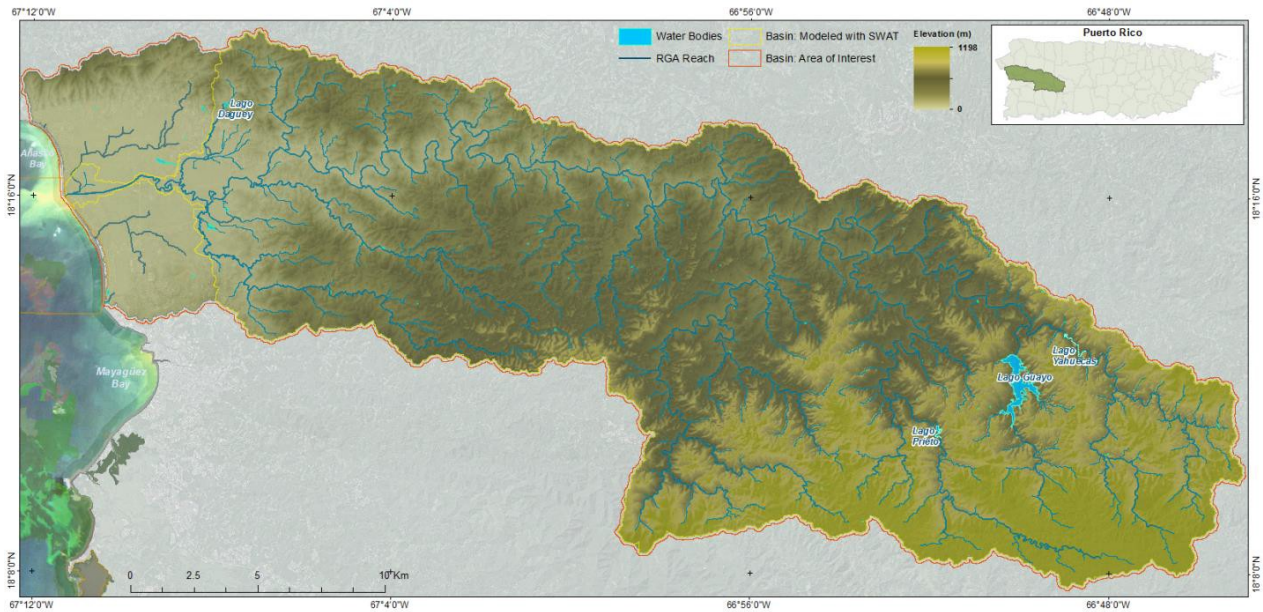 67°12'0"W
67°4'0"W
66°56'0"W
66°48'0"W
Water Bodies
RGA Reach
Basin: Modeled with SWAT
Basin: Area of Interest
Elevation (m)
1198
0
Puerto Rico
Lago
Daguey
Añasco
Bay
18°16'0"N
18°16'0"N
Mayagüez
Bay
Lago
Yahuecas
Lago Guayo
Lago
Prieto
18°8'0"N
18°8'0"N
0
2.5
5
10 Km
67°12'0"W
67°4'0"W
66°56'0"W
66°48'0"W